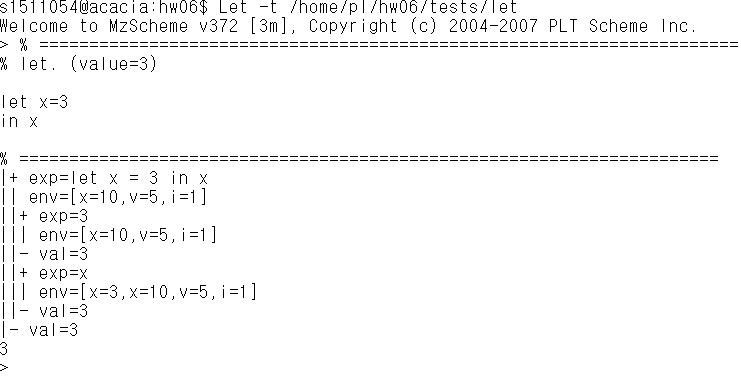 s1511054@acacia:hw06$ Let -t /home/pl/hw06/tests/let
Welcome to MzScheme v372 [3m], Copyright (c) 2004-2007 PLT Scheme Inc.
> % ======================================================================
% let. (value=3)
let x=3
in x
% ======================================================================
|+ exp=let x = 3 in x
|| env=[x=10,v=5,i=1]
||+ exp=3
||| env=[x=10,v=5,i=1]
||- val=3
||+ exp=x
||| env=[x=3,x=10,v=5,i=1]
||- val=3
|- val=3
3
>